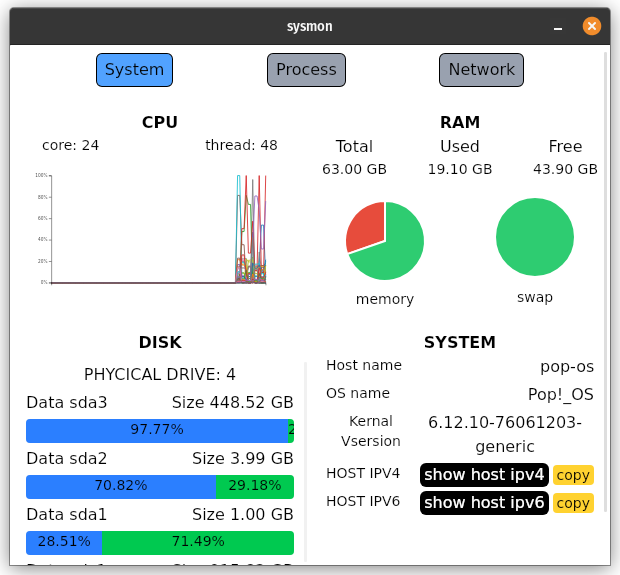 sysmon
System Process Network
CPU
core: 24 thread: 48
100%
80%
60%
40%
20%
0%
RAM
Total Used Free
63.00 GB 19.10 GB 43.90 GB
memory
swap
DISK
PHYCICAL DRIVE: 4
Data sda3 Size 448.52 GB
97.77%
Data sda2 Size 3.99 GB
70.82% 29.18%
Data sda1 Size 1.00 GB
28.51% 71.49%
SYSTEM
Host name pop-os
OS name Pop!_OS
Kernal
Vsersion
6.12.10-76061203-
generic
HOST IPV4 show host ipv4 copy
HOST IPV6 show host ipv6 copy